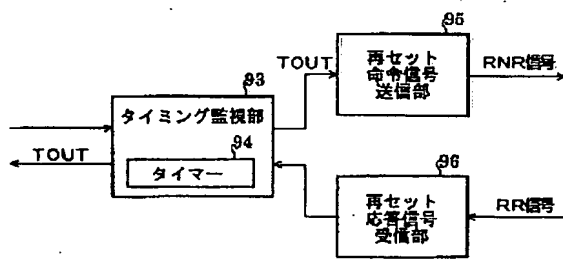 95
再セット
命令信号
送信部
TOUT
RNR信号
93
タイミング監視部
94
タイマー
TOUT
96
再セット
応答信号
受信部
RR信号